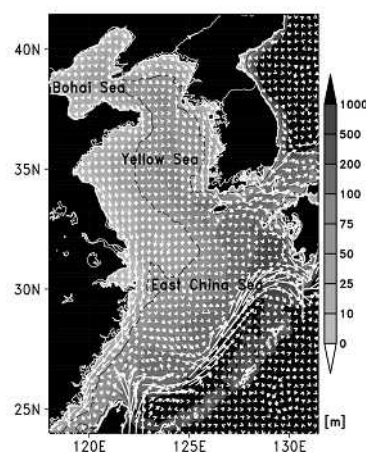 40N
Bohai Sea
Yellow Sea
35N
East China Sea
30N
25N
120E
125E
130E
1000
500
200
100
75
50
25
10
0
[m]